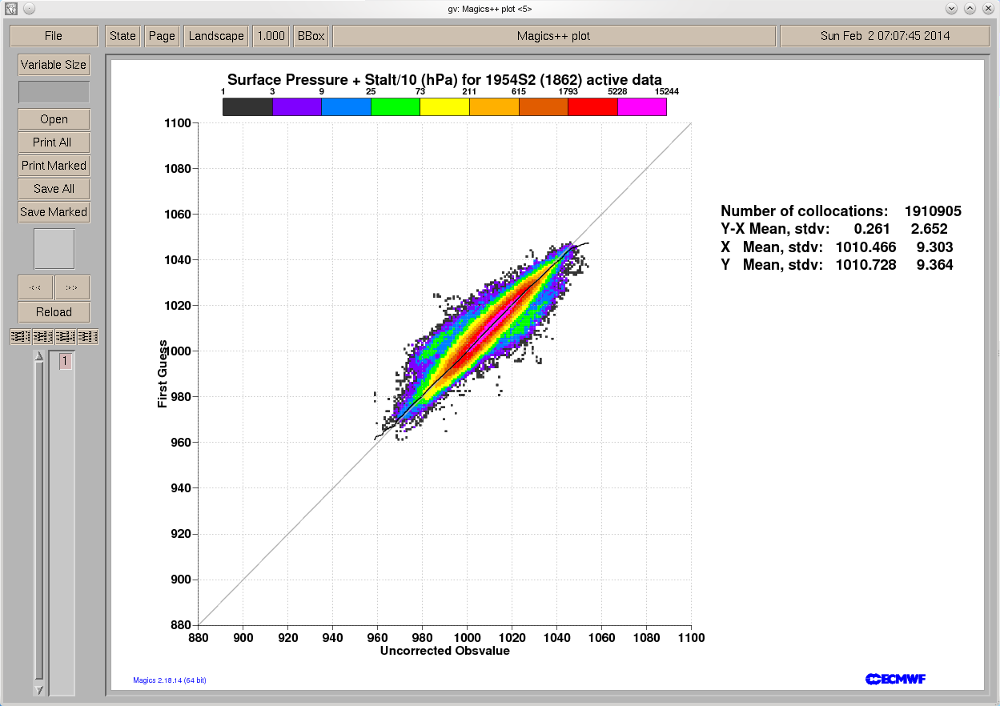 gv: Magics++ plot <5>
File
State
Page
Landscape
1.000
BBox
Magics++ plot
Sun Feb 2 07:07:45 2014
Variable Size
Open
Print All
Print Marked
Save All
Save Marked
<<
>>
Reload
1
Surface Pressure + Stalt/10 (hPa) for 1954S2 (1862) active data
1 3 9 25 73 211 615 1793 5228 15244
1100
1080
1060
1040
1020
1000
980
960
940
920
900
880
First Guess
880 900 920 940 960 980 1000 1020 1040 1060 1080 1100
Uncorrected Obsvalue
Number of collocations: 1910905
Y-X Mean, stdv: 0.261 2.652
X Mean, stdv: 1010.466 9.303
Y Mean, stdv: 1010.728 9.364
Magics 2.18.14 (64 bit)
ECMWF